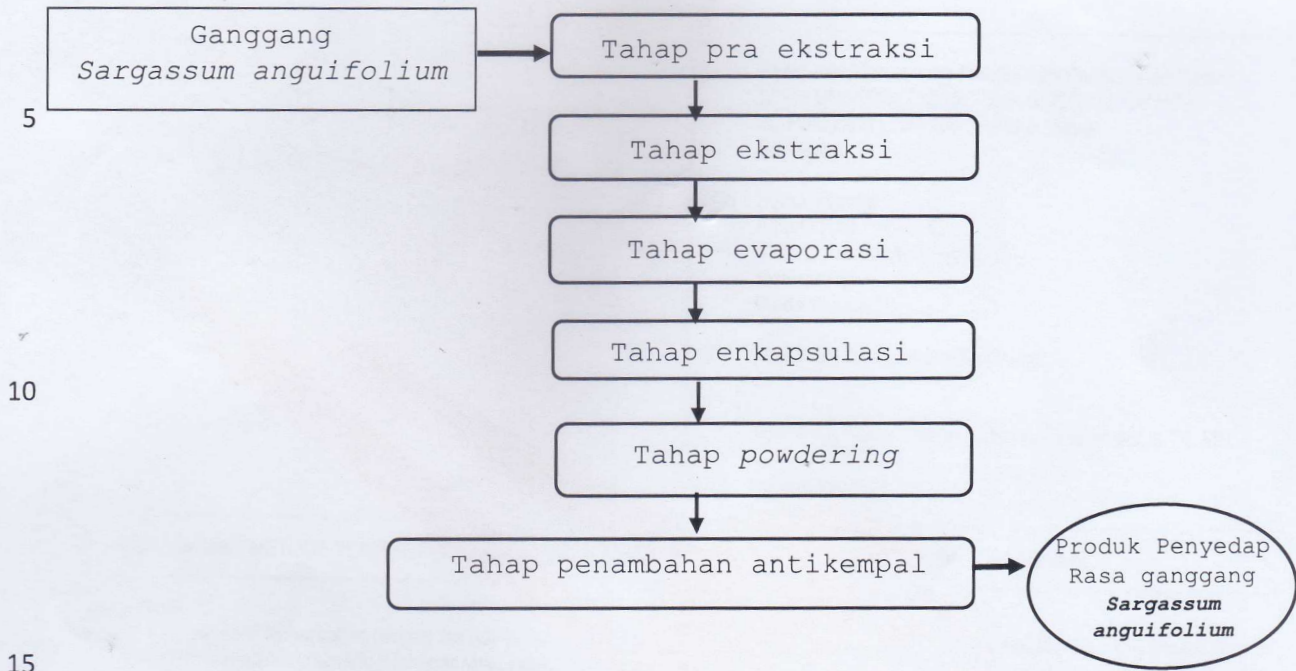 Ganggang
Sargassum anguifolium
Tahap pra ekstraksi
5
Tahap ekstraksi
Tahap evaporasi
Tahap enkapsulasi
10
Tahap powdering
Tahap penambahan antikempal
Produk Penyedap
Rasa ganggang
Sargassum
anguifolium
15